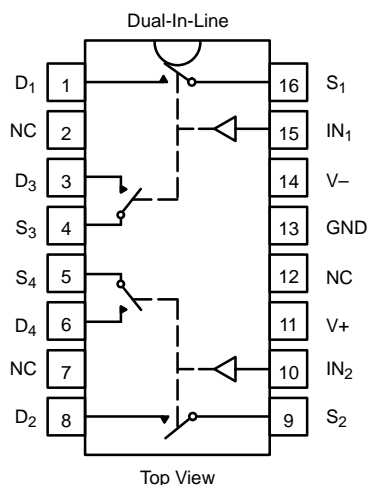 Dual-In-Line
D1 1 16 S1
NC 2 15 IN1
D3 3 14 V–
S3 4 13 GND
S4 5 12 NC
D4 6 11 V+
NC 7 10 IN2
D2 8 9 S2
Top View